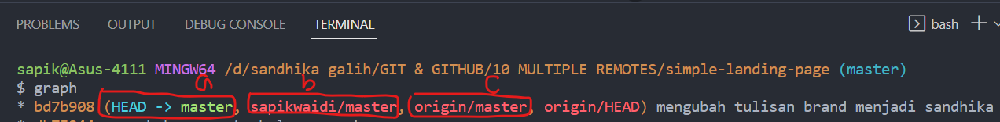 PROBLEMS OUTPUT DEBUG CONSOLE TERMINAL bash
sapik@Asus-4111 MINGW64 /d/sandhika galih/GIT & GITHUB/10 MULTIPLE REMOTES/simple-landing-page (master)
a b c
$ graph
* bd7b908 (HEAD -> master, sapikwaidi/master, origin/master, origin/HEAD) mengubah tulisan brand menjadi sandhika